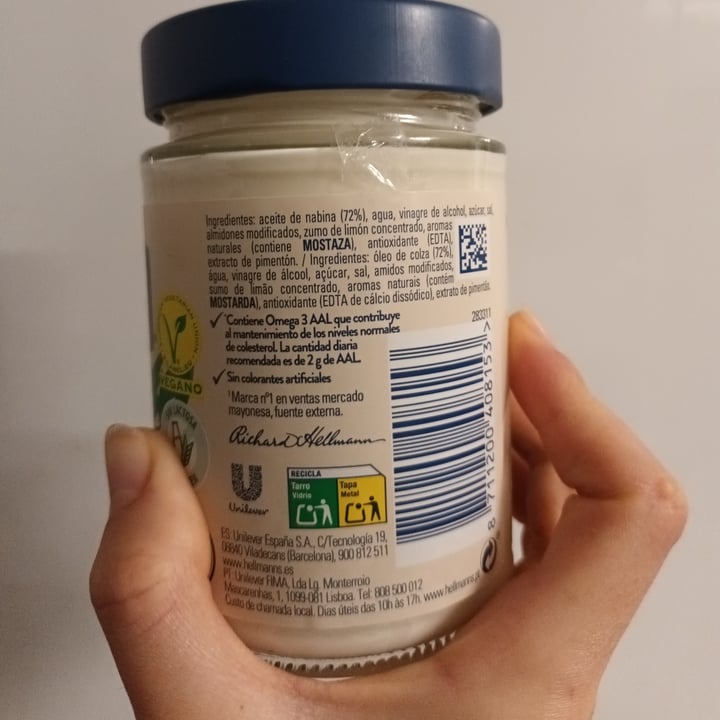 Ingredientes: aceite de nabina (72%), agua, vinagre de alcohol, azúcar, sal,
almidones modificados, zumo de limón concentrado, aromas
naturales (contiene MOSTAZA), antioxidante (EDTA),
extracto de pimentón. / Ingredientes: óleo de colza (72%),
água, vinagre de álcool, açúcar, sal, amidos modificados,
sumo de limão concentrado, aromas naturais (contém
MOSTARDA), antioxidante (EDTA de cálcio dissódico), extrato de pimentão.
283311
VEGETARIAN UNION
VEGANO
SIN LACTOSA
*Contiene Omega 3 AAL que contribuye
al mantenimiento de los niveles normales
de colesterol. La cantidad diaria
recomendada es de 2 g de AAL
Sin colorantes artificiales
¹Marca nº1 en ventas mercado
mayonesa, fuente externa.
Richard Hellmann
Unilever
RECICLA
Tarro
Vidrio
Tapa
Metal
8 711200 408153 >
ES: Unilever España S.A., C/Tecnología 19,
08840 Viladecans (Barcelona), 900 812 511
www.hellmanns.es
PT: Unilever FIMA, Lda Lg. Monterroio
Mascarenhas, 1, 1099-081 Lisboa. Tel: 808 500 012
Custo de chamada local. Dias úteis das 10h às 17h. www.hellmanns.pt